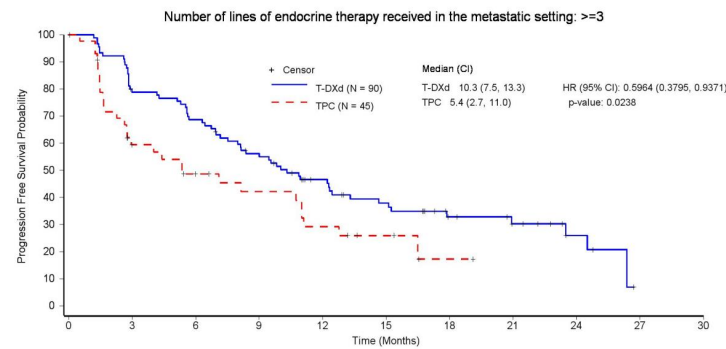 Number of lines of endocrine therapy received in the metastatic setting: >=3
Progression Free Survival Probability
100
90
80
70
60
50
40
30
20
10
0
+ Censor
T-DXd (N = 90)
TPC (N = 45)
Median (CI)
T-DXd 10.3 (7.5, 13.3)
TPC 5.4 (2.7, 11.0)
HR (95% CI): 0.5964 (0.3795, 0.9371)
p-value: 0.0238
0 3 6 9 12 15 18 21 24 27 30
Time (Months)